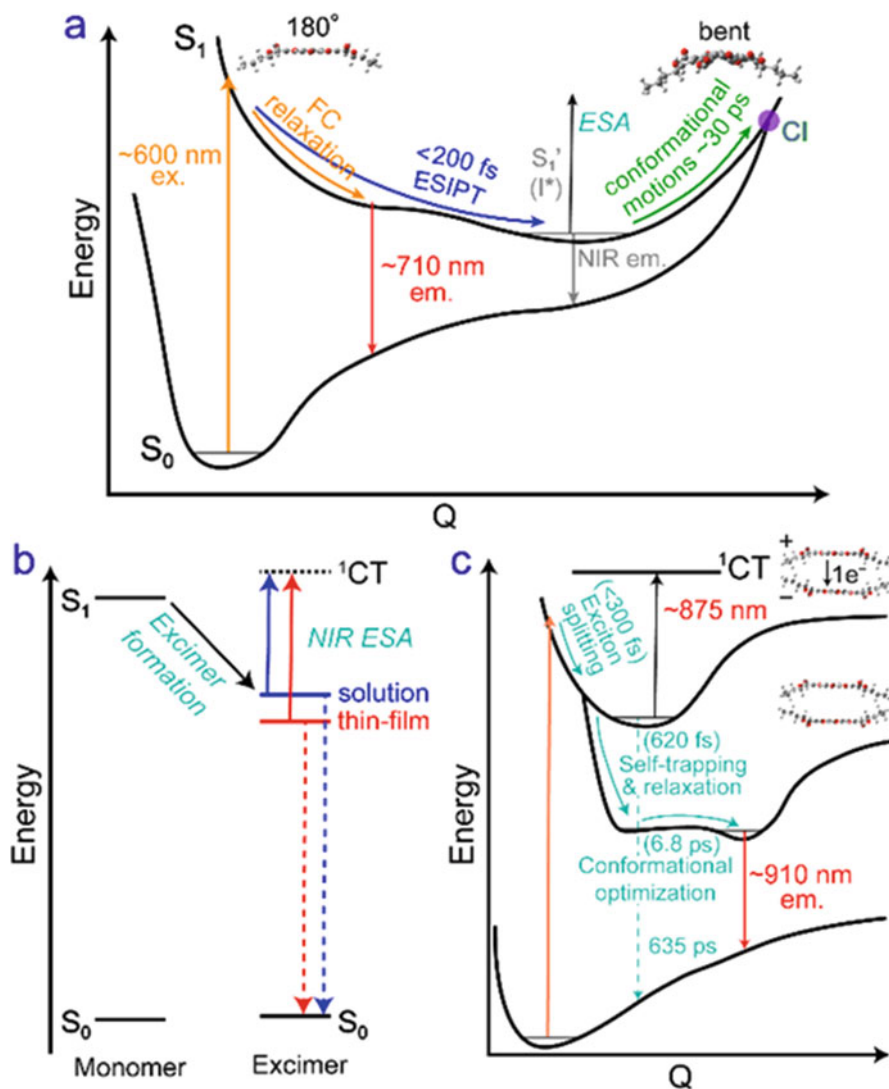 a
S₁
180°
bent
FC
relaxation
~600 nm
ex.
<200 fs
ESIPT
ESA
S₁'
(I*)
conformational
motions ~30 ps
CI
~710 nm
em.
NIR em.
S₀
Energy
Q
b
S₁
Excimer
formation
¹CT
NIR ESA
solution
thin-film
Energy
S₀
S₀
Monomer
Excimer
c
¹CT
+
↓1e⁻
−
(<300 fs)
Exciton
splitting
~875 nm
(620 fs)
Self-trapping
& relaxation
(6.8 ps)
Conformational
optimization
~910 nm
em.
635 ps
Energy
Q